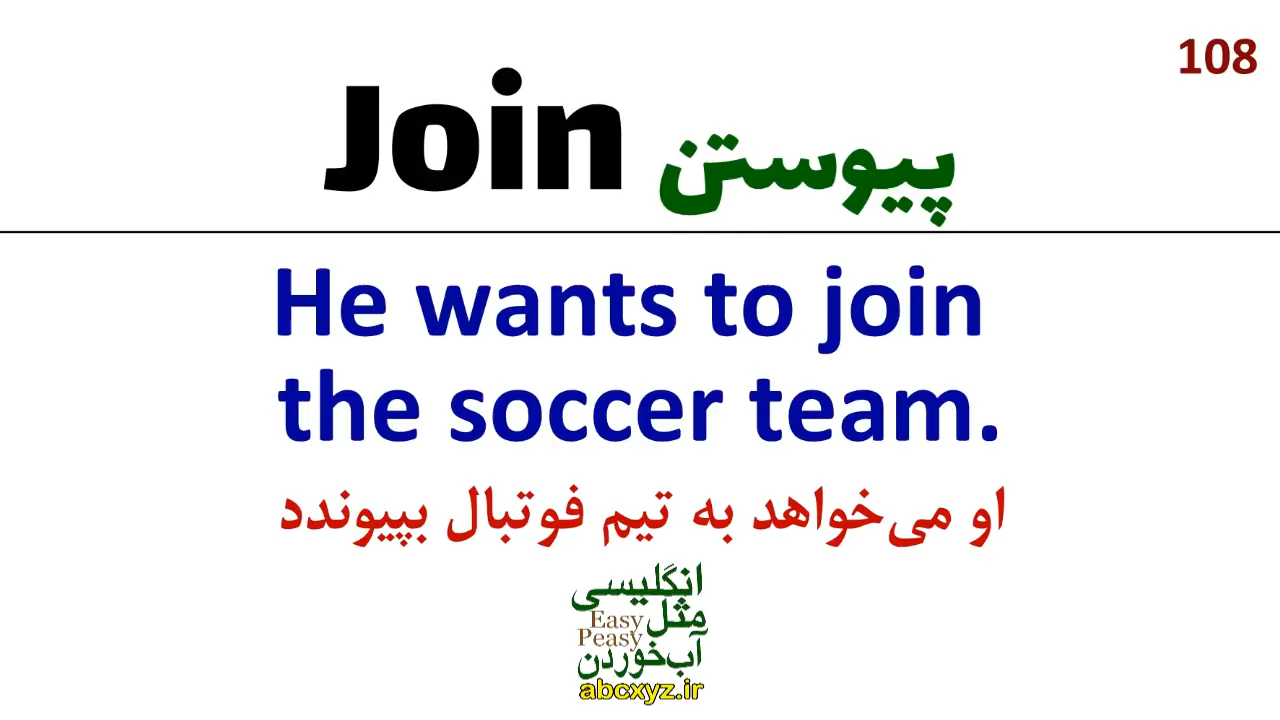 108
Join پیوستن
He wants to join
the soccer team.
او می‌خواهد به تیم فوتبال بپیوندد
انگلیسی
مثل
Easy
Peasy
آب‌خوردن
abcxyz.ir